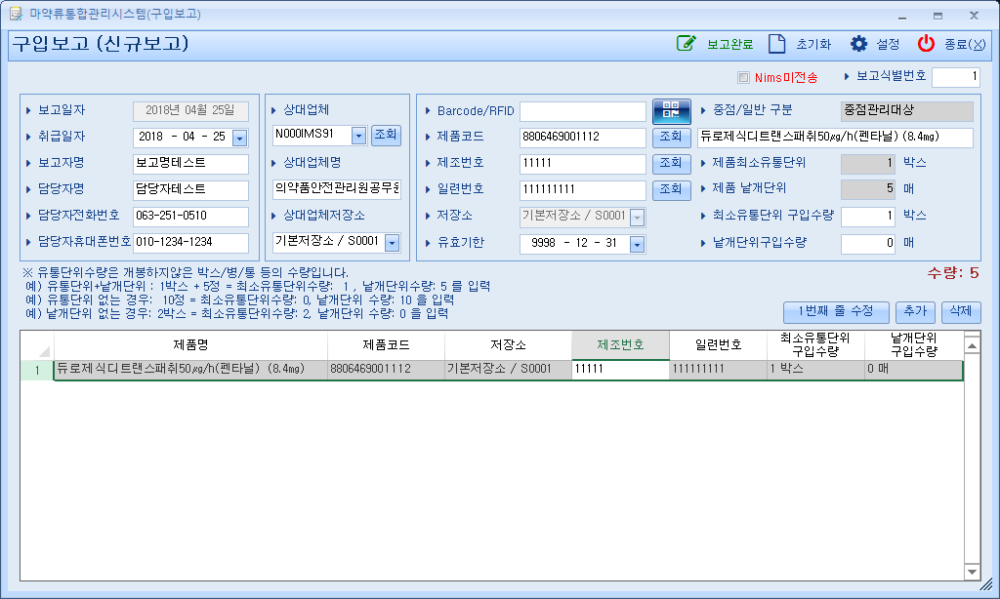 마약류통합관리시스템(구입보고)
구입보고 (신규보고)
보고완료
초기화
설정
종료(X)
Nims미전송
보고식별번호
1
보고일자
2018년 04월 25일
취급일자
2018 - 04 - 25
보고자명
보고명테스트
담당자명
담당자테스트
담당자전화번호
063-251-0510
담당자휴대폰번호
010-1234-1234
상대업체
N000IMS91
조회
상대업체명
의약품안전관리원공무원
상대업체저장소
기본저장소 / S0001
Barcode/RFID
제품코드
8806469001112
조회
제조번호
11111
조회
일련번호
111111111
조회
저장소
기본저장소 / S0001
유효기한
9998 - 12 - 31
중점/일반 구분
중점관리대상
듀로제식디트랜스패취50㎍/h(펜타닐) (8.4㎎)
제품최소유통단위
1
박스
제품 낱개단위
5
매
최소유통단위 구입수량
1
박스
낱개단위구입수량
0
매
※ 유통단위수량은 개봉하지않은 박스/병/통 등의 수량입니다.
예) 유통단위+낱개단위 : 1박스 + 5정 = 최소유통단위수량: 1 , 낱개단위수량: 5 를 입력
예) 유통단위 없는 경우: 10정 = 최소유통단위수량: 0, 낱개단위 수량: 10 을 입력
예) 낱개단위 없는 경우: 2박스 = 최소유통단위수량: 2, 낱개단위 수량: 0 을 입력
수량: 5
1번째 줄 수정
추가
삭제
제품명
제품코드
저장소
제조번호
일련번호
최소유통단위
구입수량
낱개단위
구입수량
1
듀로제식디트랜스패취50㎍/h(펜타닐) (8.4㎎)
8806469001112
기본저장소 / S0001
11111
111111111
1 박스
0 매